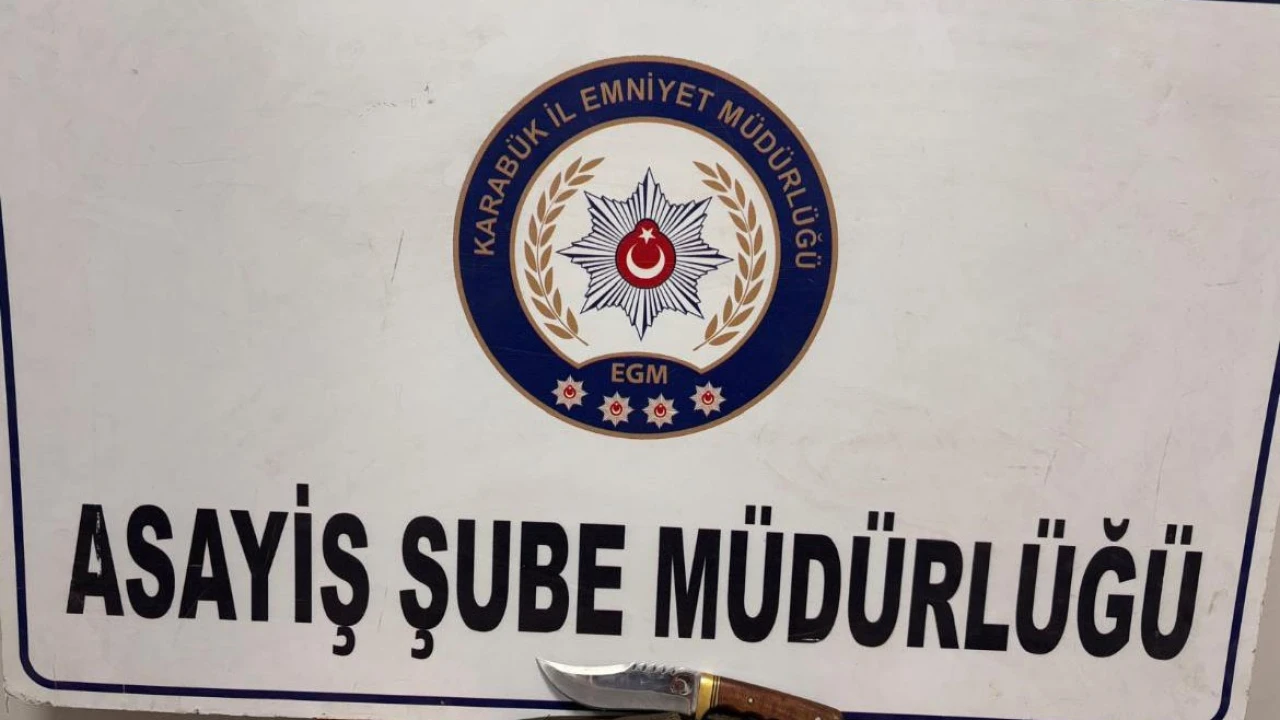 KARABÜK İL EMNİYET MÜDÜRLÜĞÜ
EGM
ASAYİŞ ŞUBE MÜDÜRLÜĞÜ